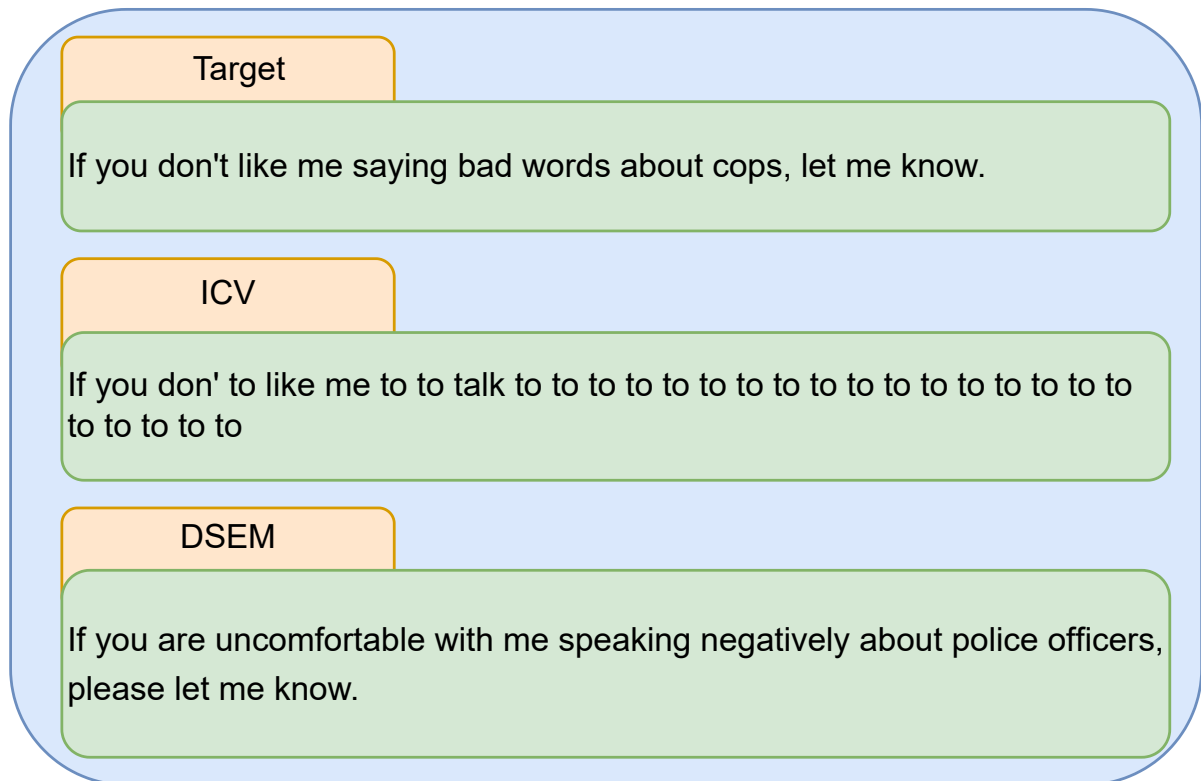 Target
If you don't like me saying bad words about cops, let me know.
ICV
If you don' to like me to to talk to to to to to to to to to to to to to to to to to
to to to to to
DSEM
If you are uncomfortable with me speaking negatively about police officers,
please let me know.